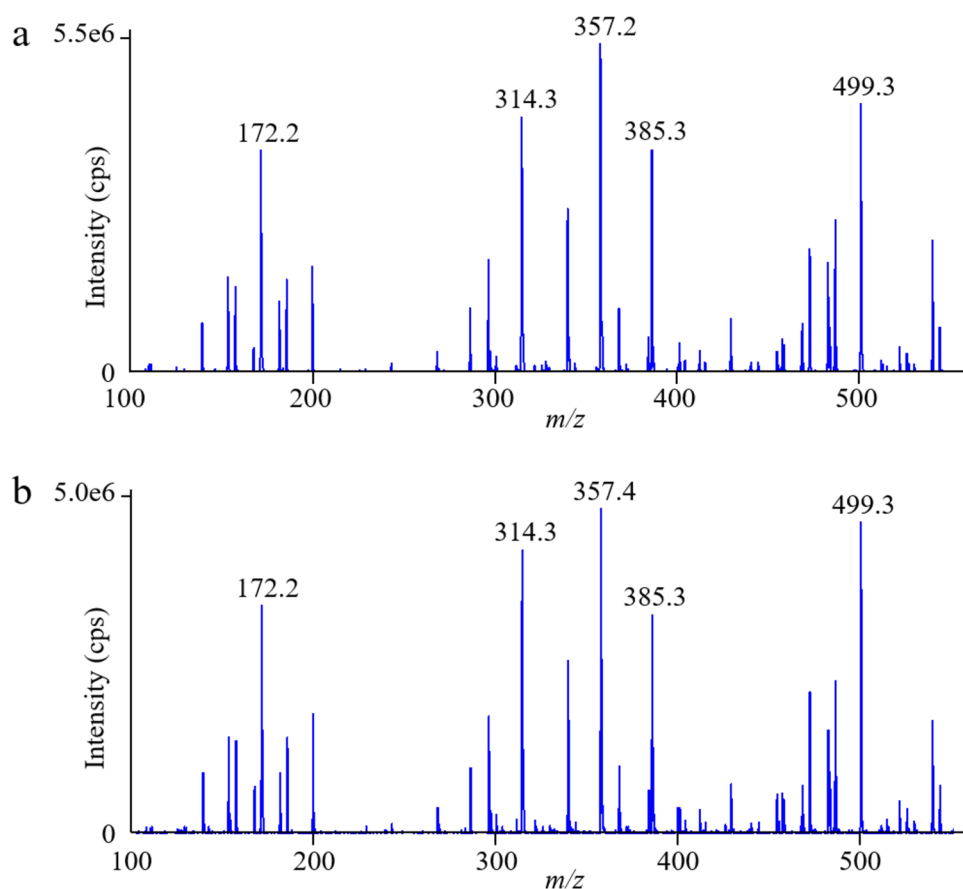 a
5.5e6
357.2
499.3
314.3
385.3
172.2
Intensity (cps)
0
100 200 300 400 500
m/z
b
5.0e6
357.4
499.3
314.3
385.3
172.2
Intensity (cps)
0
100 200 300 400 500
m/z